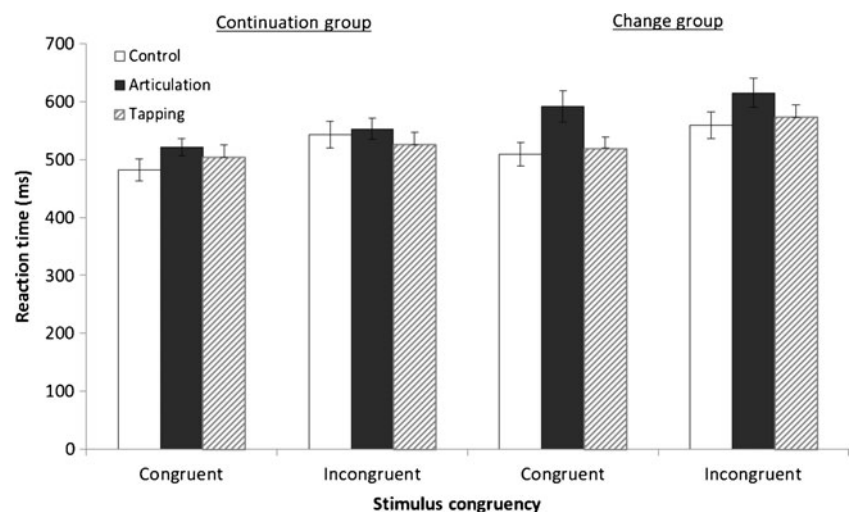 Continuation group
Change group
700
600
500
400
300
200
100
0
Control
Articulation
Tapping
Reaction time (ms)
Congruent
Incongruent
Congruent
Incongruent
Stimulus congruency